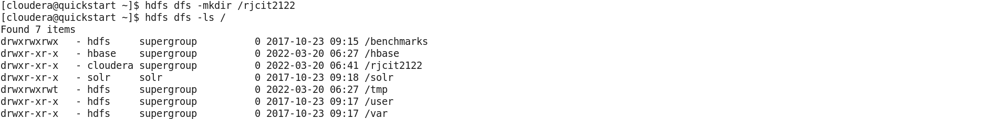 [cloudera@quickstart ~]$ hdfs dfs -mkdir /rjcit2122
[cloudera@quickstart ~]$ hdfs dfs -ls /
Found 7 items
drwxrwxrwx   - hdfs     supergroup          0 2017-10-23 09:15 /benchmarks
drwxr-xr-x   - hbase    supergroup          0 2022-03-20 06:27 /hbase
drwxr-xr-x   - cloudera supergroup          0 2022-03-20 06:41 /rjcit2122
drwxr-xr-x   - solr     solr                0 2017-10-23 09:18 /solr
drwxrwxrwt   - hdfs     supergroup          0 2022-03-20 06:27 /tmp
drwxr-xr-x   - hdfs     supergroup          0 2017-10-23 09:17 /user
drwxr-xr-x   - hdfs     supergroup          0 2017-10-23 09:17 /var